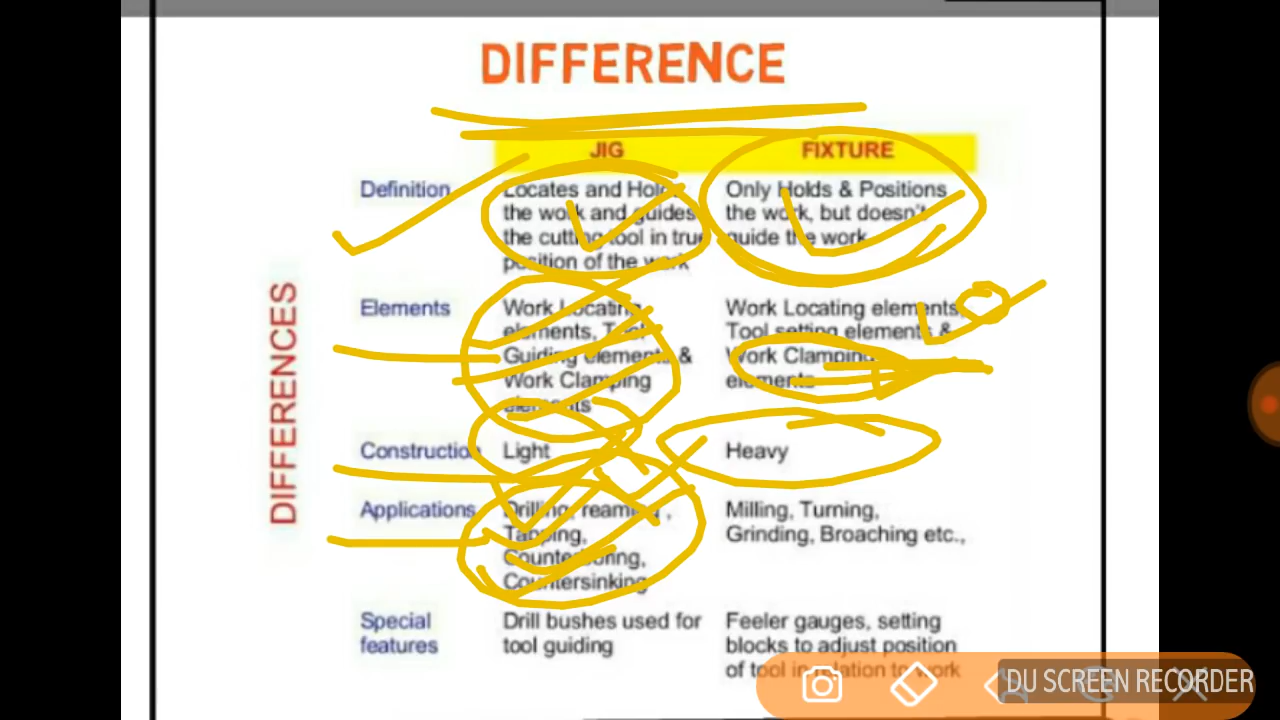 DIFFERENCE
JIG FIXTURE
DIFFERENCES
Definition
Locates and Holds
the work and guides
the cutting tool in true
position of the work
Only Holds & Positions
the work, but doesn't
guide the work
Elements
Work Locating
elements, Tool
Guiding elements &
Work Clamping
elements
Work Locating elements,
Tool setting elements &
Work Clamping
elements
Construction
Light
Heavy
Applications
Drilling, reaming ,
Tapping,
Counterboring,
Countersinking
Milling, Turning,
Grinding, Broaching etc.,
Special
features
Drill bushes used for
tool guiding
Feeler gauges, setting
blocks to adjust position
of tool in relation to work
DU SCREEN RECORDER